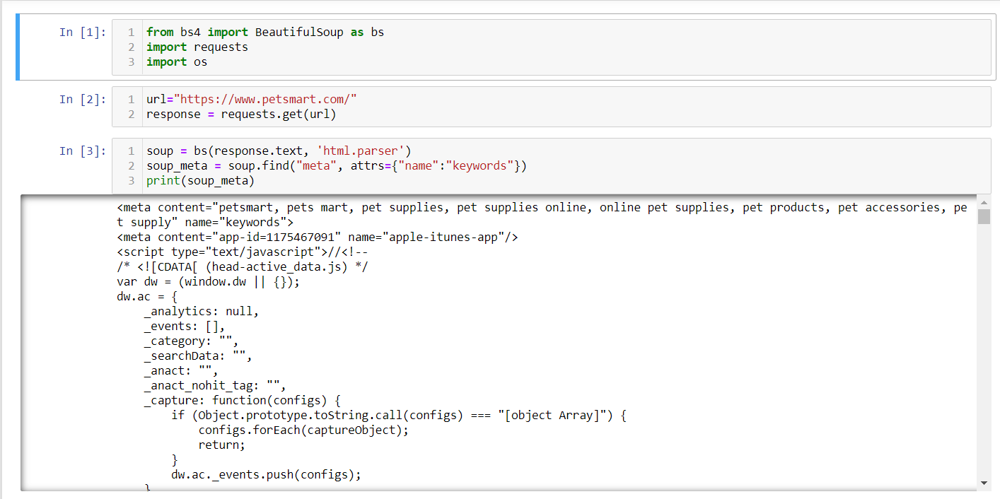 In [1]:
1 from bs4 import BeautifulSoup as bs
2 import requests
3 import os
In [2]:
1 url="https://www.petsmart.com/"
2 response = requests.get(url)
In [3]:
1 soup = bs(response.text, 'html.parser')
2 soup_meta = soup.find("meta", attrs={"name":"keywords"})
3 print(soup_meta)
<meta content="petsmart, pets mart, pet supplies, pet supplies online, online pet supplies, pet products, pet accessories, pe
t supply" name="keywords">
<meta content="app-id=1175467091" name="apple-itunes-app"/>
<script type="text/javascript">//<!--
/* <![CDATA[ (head-active_data.js) */
var dw = (window.dw || {});
dw.ac = {
    _analytics: null,
    _events: [],
    _category: "",
    _searchData: "",
    _anact: "",
    _anact_nohit_tag: "",
    _capture: function(configs) {
        if (Object.prototype.toString.call(configs) === "[object Array]") {
            configs.forEach(captureObject);
            return;
        }
        dw.ac._events.push(configs);
    }